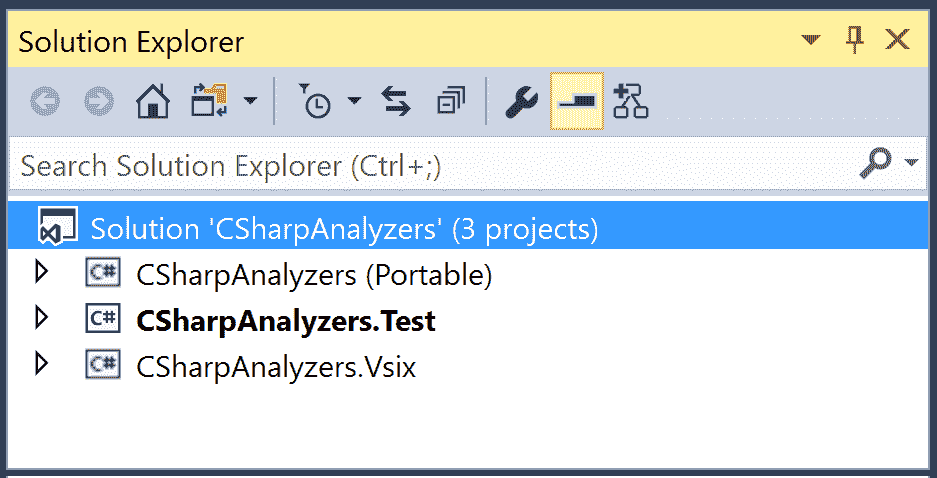 Solution Explorer
Search Solution Explorer (Ctrl+;)
Solution 'CSharpAnalyzers' (3 projects)
C# CSharpAnalyzers (Portable)
C# CSharpAnalyzers.Test
C# CSharpAnalyzers.Vsix